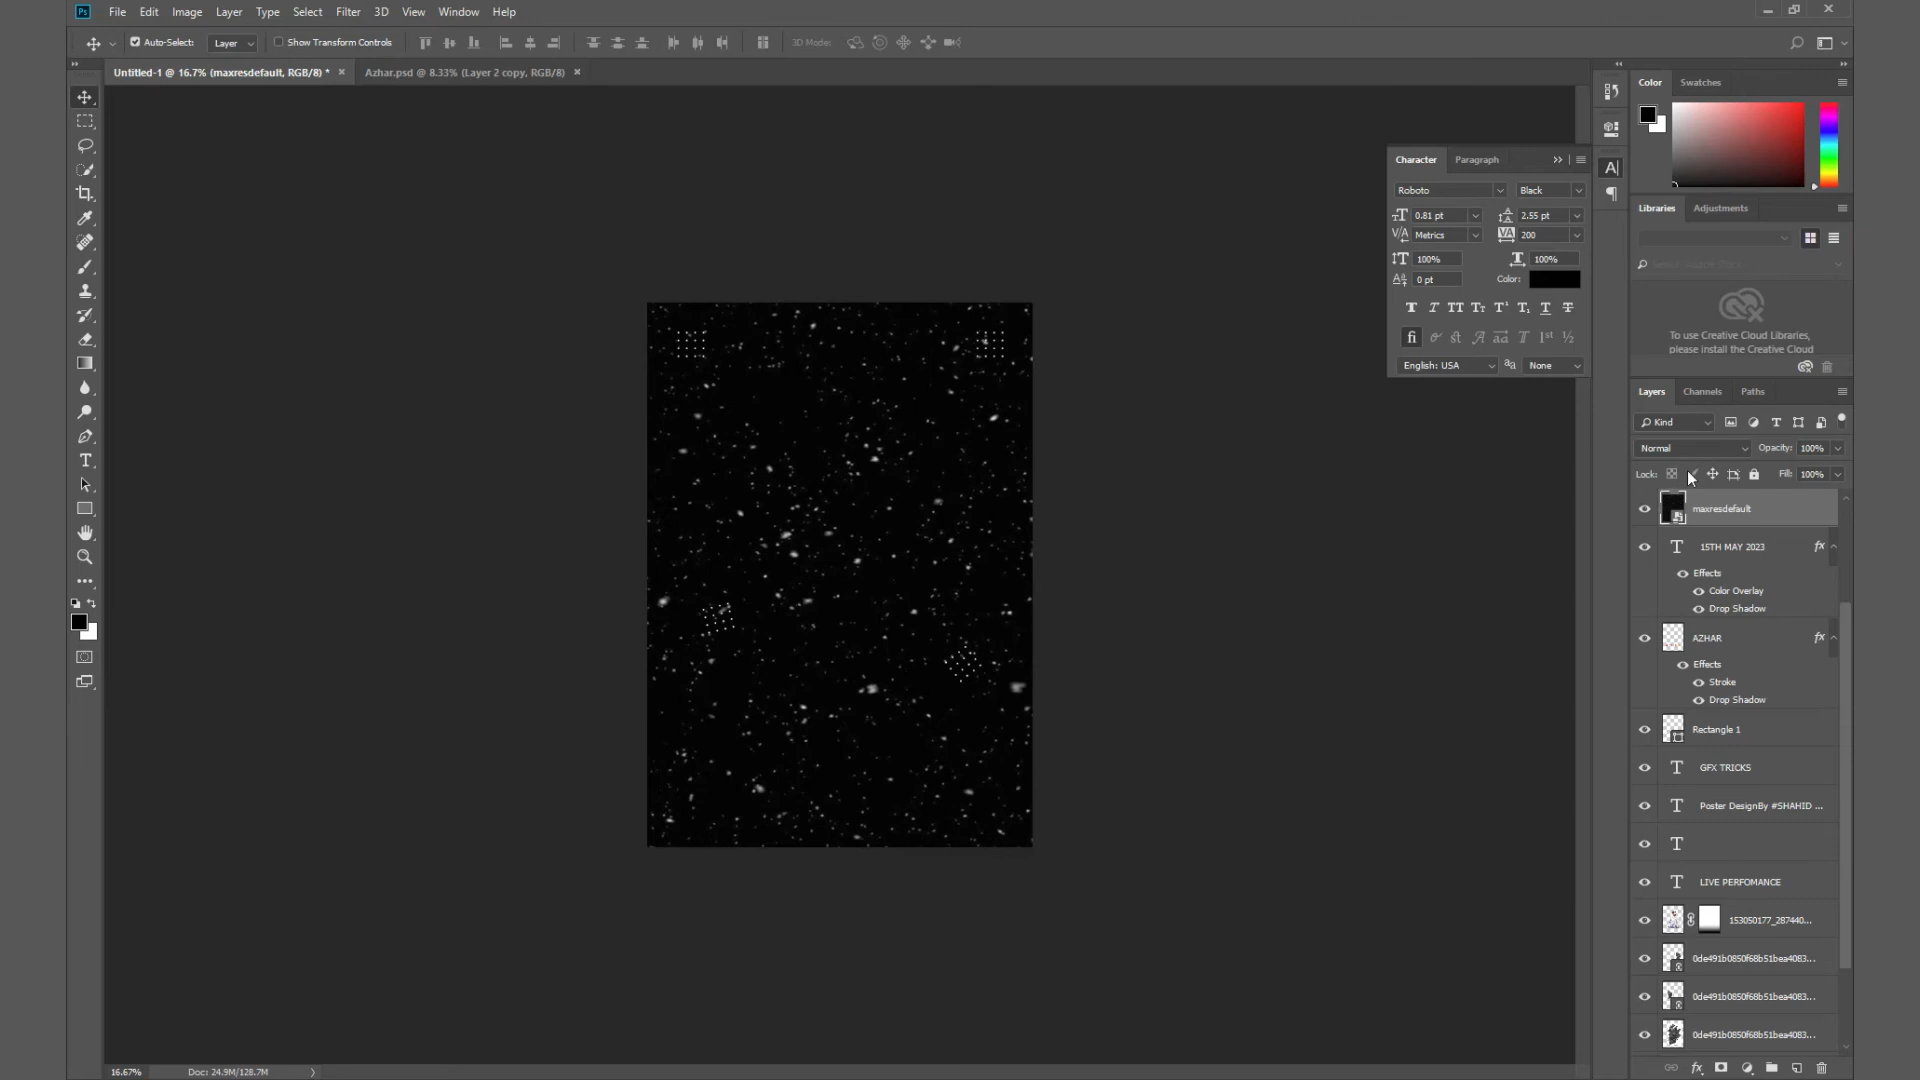 Ps File Edit Image Layer Type Select Filter 3D View Window Help
Auto-Select: Layer Show Transform Controls 3D Mode:
Untitled-1 @ 16.7% (maxresdefault, RGB/8) * × Azhar.psd @ 8.33% (Layer 2 copy, RGB/8) ×
Color Swatches
Character Paragraph
Roboto Black
0.81 pt 2.55 pt
Metrics 200
100% 100%
0 pt Color:
English: USA None
Libraries Adjustments
To use Creative Cloud Libraries,
please install the Creative Cloud
Layers Channels Paths
Kind
Normal Opacity: 100%
Lock: Fill: 100%
maxresdefault
15TH MAY 2023 fx
Effects
Color Overlay
Drop Shadow
AZHAR fx
Effects
Stroke
Drop Shadow
Rectangle 1
GFX TRICKS
Poster DesignBy #SHAHID ...
LIVE PERFOMANCE
153050177_287440...
0de491b0850f68b51bea4083...
0de491b0850f68b51bea4083...
0de491b0850f68b51bea4083...
16.67% Doc: 24.9M/128.7M